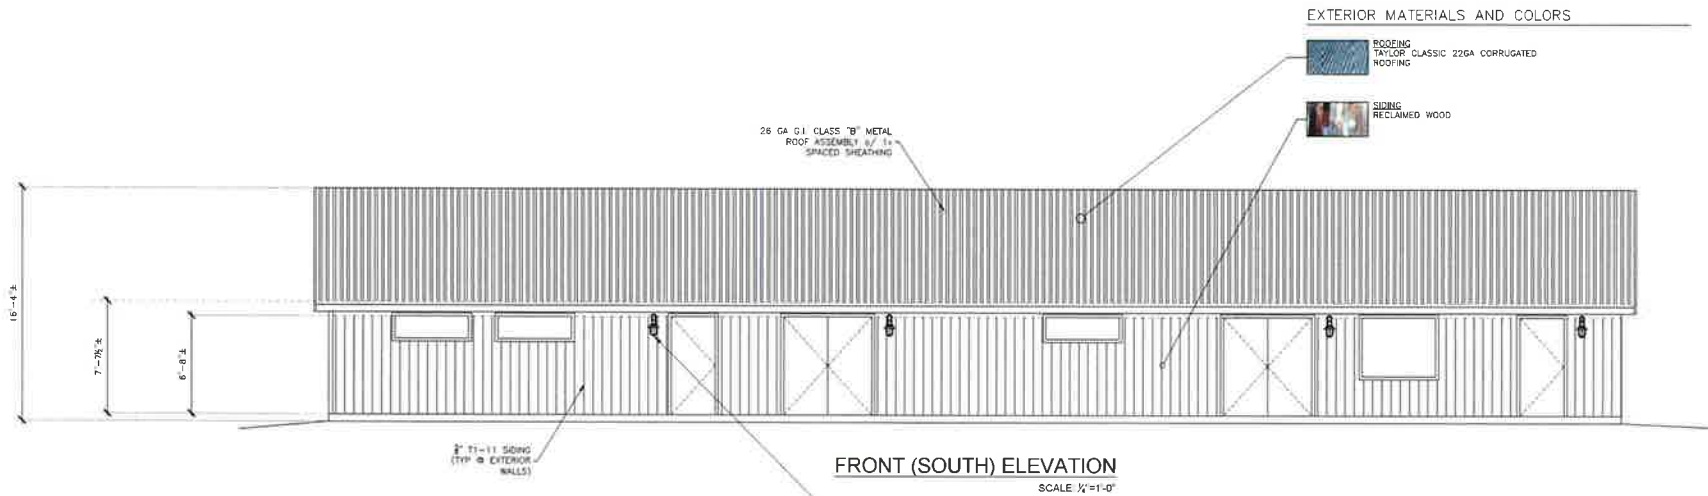 EXTERIOR MATERIALS AND COLORS
ROOFING
TAYLOR CLASSIC 22GA CORRUGATED
ROOFING
SIDING
RECLAIMED WOOD
26 GA G.I. CLASS "B" METAL
ROOF ASSEMBLY o/ 1x
SPACED SHEATHING
16'-4"±
7'-7½"±
6'-8"±
T1-11 SIDING
(TYP @ EXTERIOR
WALLS)
FRONT (SOUTH) ELEVATION
SCALE ¼"=1'-0"